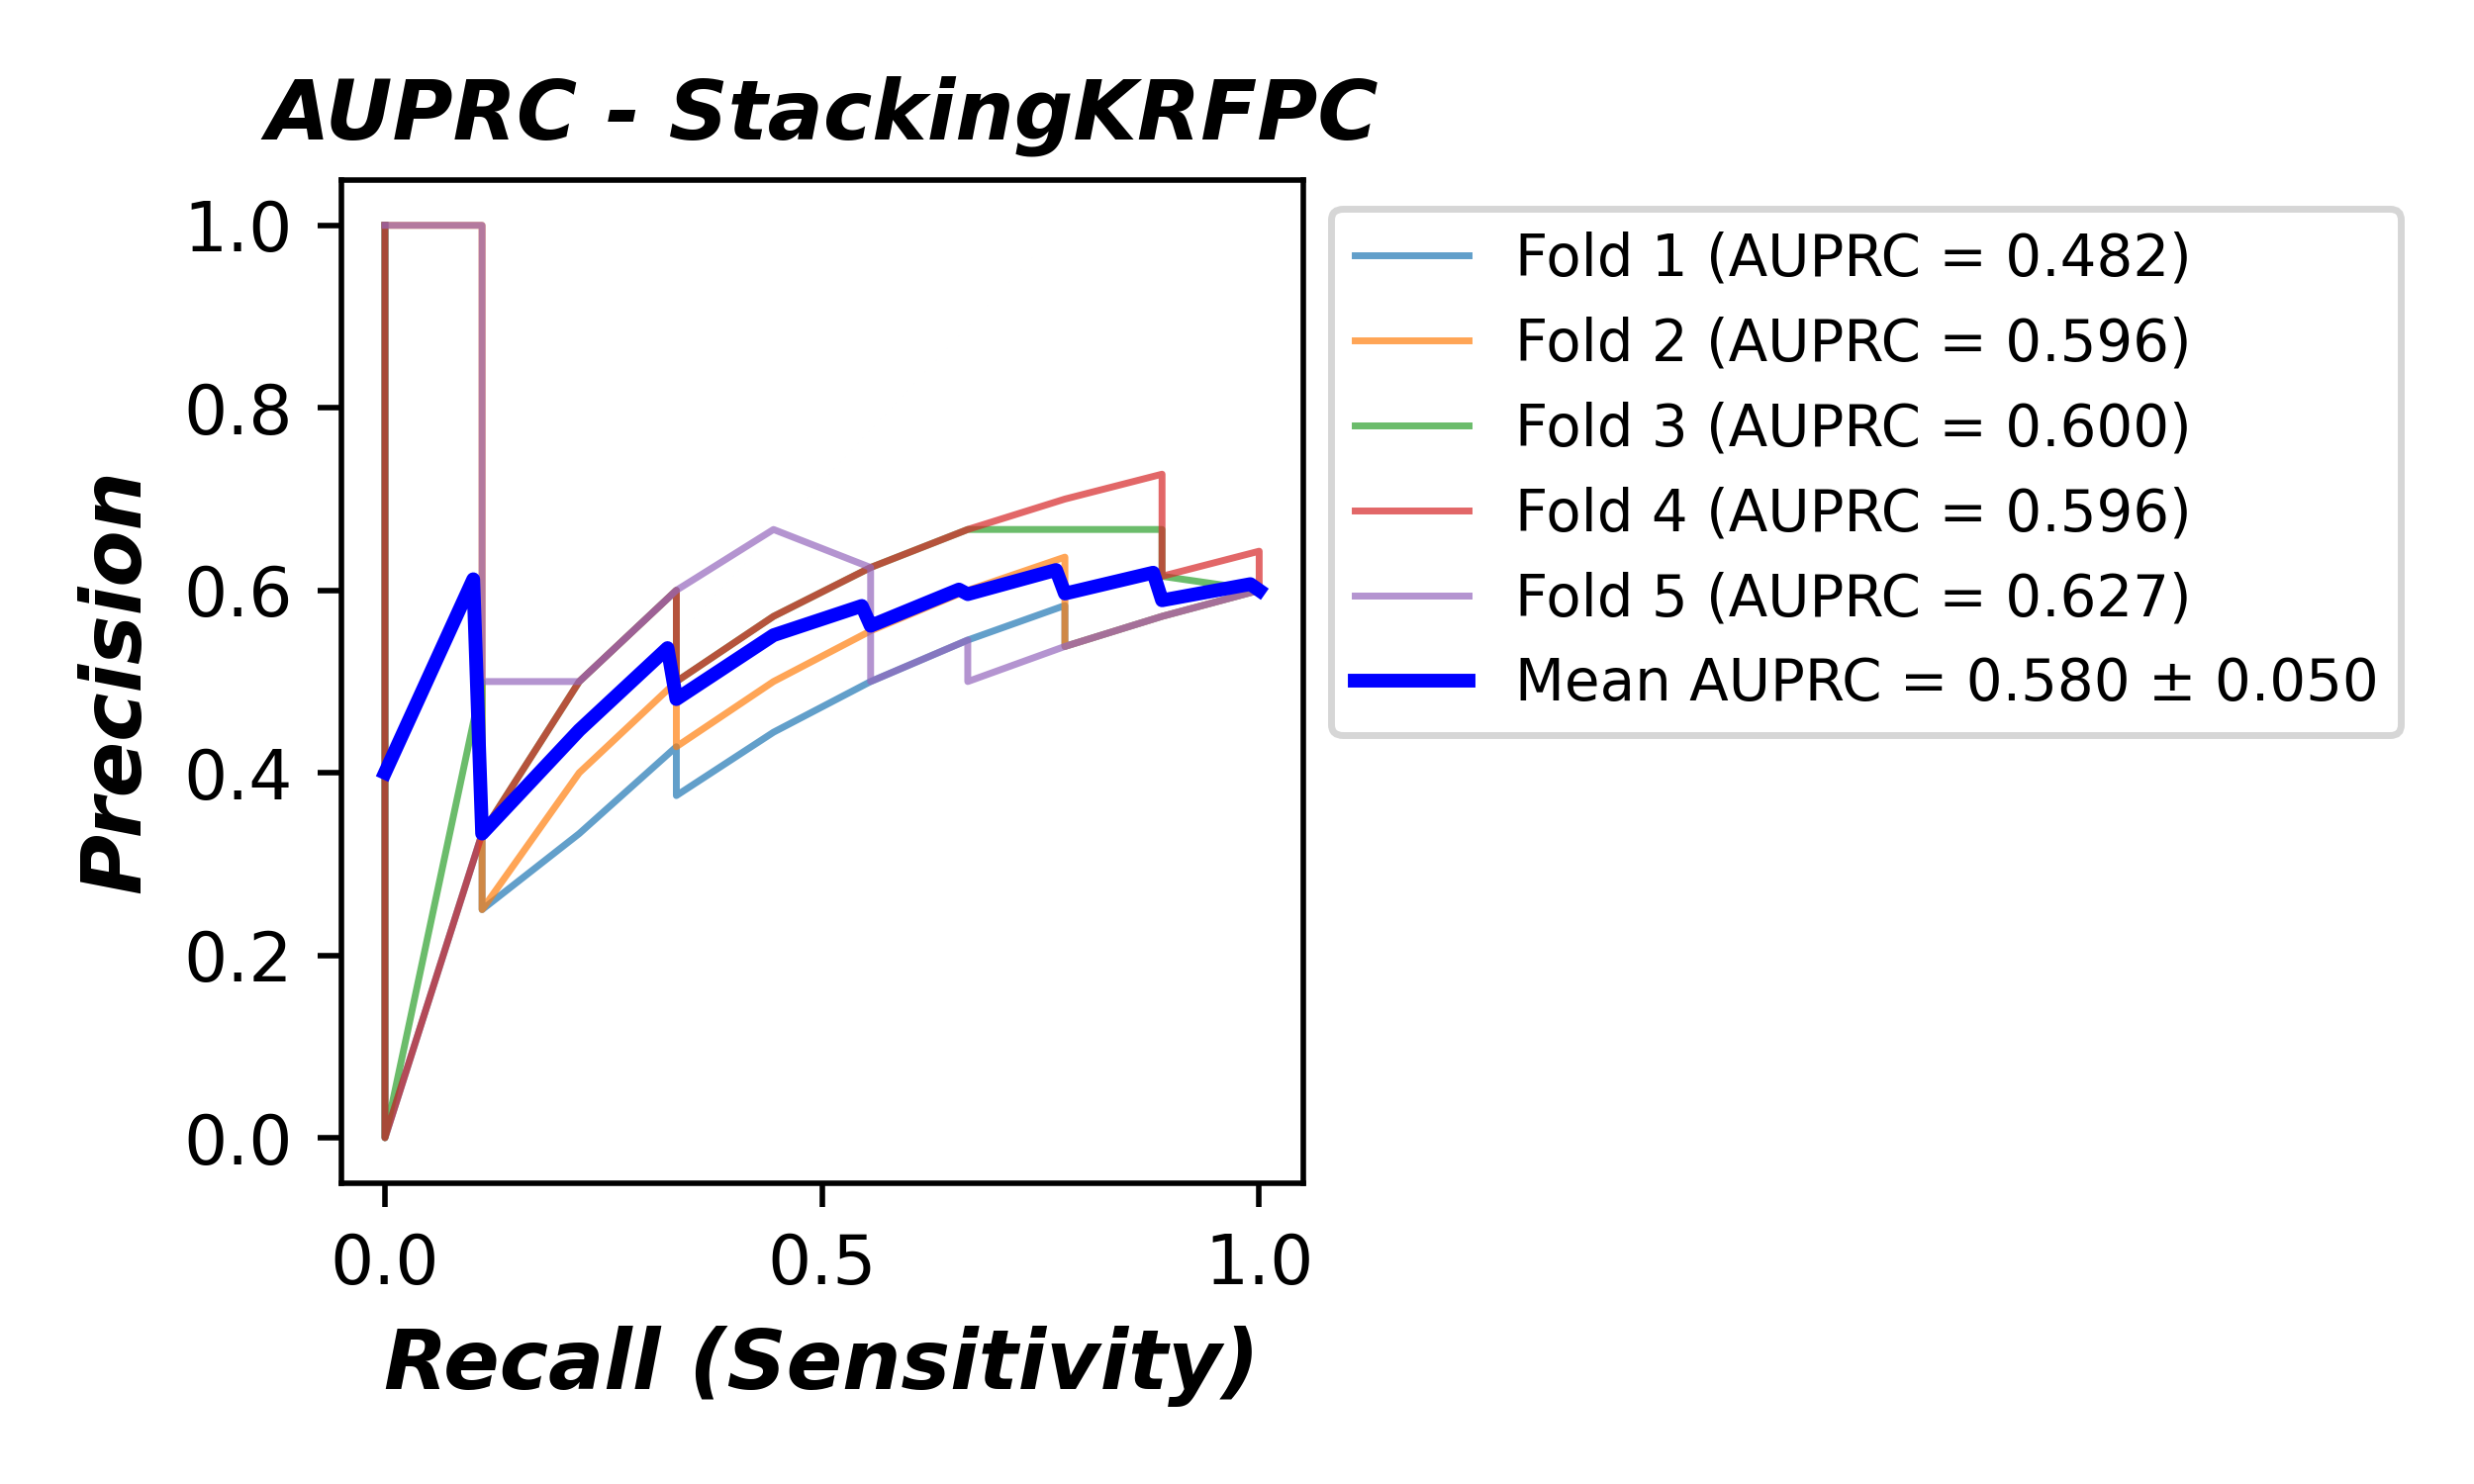 AUPRC - StackingKRFPC
1.0
0.8
0.6
0.4
0.2
0.0
Precision
0.0 0.5 1.0
Recall (Sensitivity)
Fold 1 (AUPRC = 0.482)
Fold 2 (AUPRC = 0.596)
Fold 3 (AUPRC = 0.600)
Fold 4 (AUPRC = 0.596)
Fold 5 (AUPRC = 0.627)
Mean AUPRC = 0.580 ± 0.050